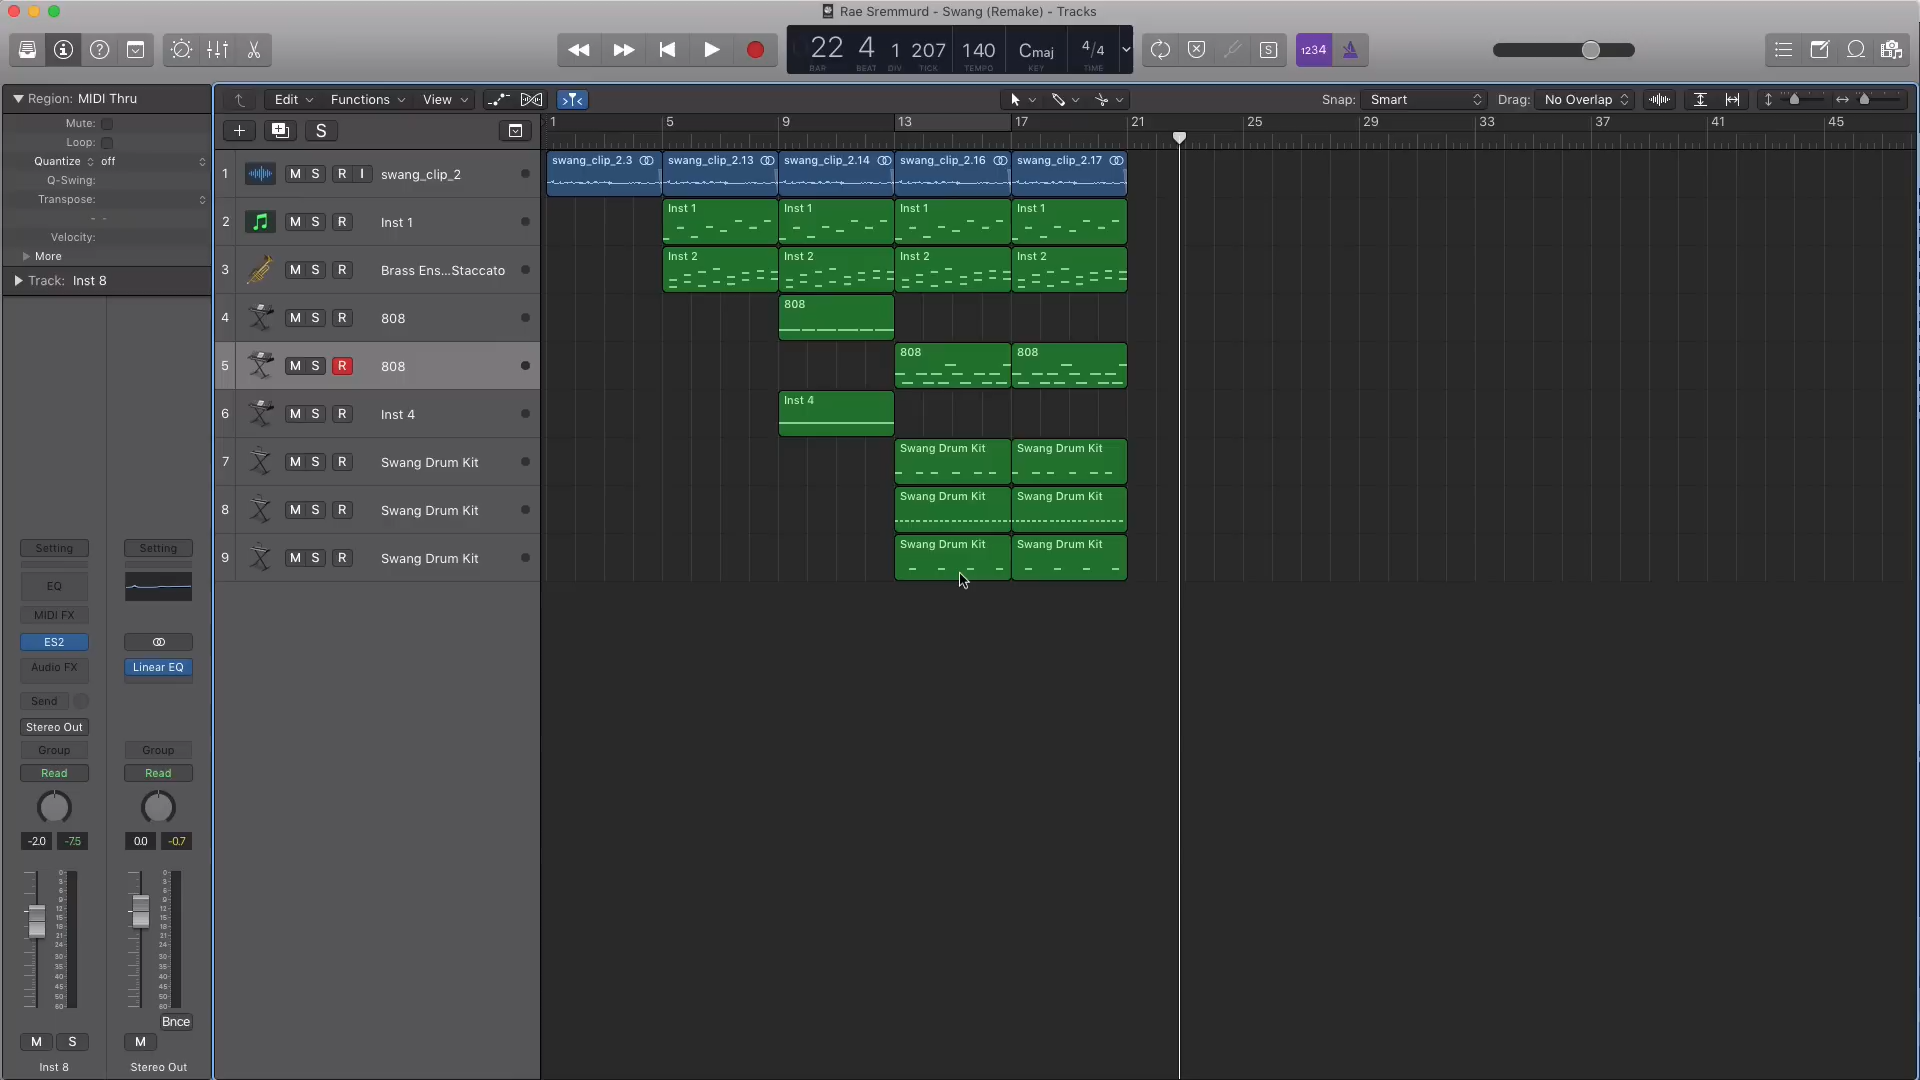 Rae Sremmurd - Swang (Remake) - Tracks
22 4 1 207 140 Cmaj 4/4
BAR BEAT DIV TICK TEMPO KEY TIME
S 1234
Region: MIDI Thru
Edit Functions View Snap: Smart Drag: No Overlap
Mute:
Loop:
Quantize off
Q-Swing:
Transpose:
Velocity:
More
Track: Inst 8
S
1 5 9 13 17 21 25 29 33 37 41 45
1 M S R I swang_clip_2
swang_clip_2.3 swang_clip_2.13 swang_clip_2.14 swang_clip_2.16 swang_clip_2.17
2 M S R Inst 1
Inst 1 Inst 1 Inst 1 Inst 1
3 M S R Brass Ens...Staccato
Inst 2 Inst 2 Inst 2 Inst 2
4 M S R 808
808
5 M S R 808
808 808
6 M S R Inst 4
Inst 4
7 M S R Swang Drum Kit
Swang Drum Kit Swang Drum Kit
8 M S R Swang Drum Kit
Swang Drum Kit Swang Drum Kit
9 M S R Swang Drum Kit
Swang Drum Kit Swang Drum Kit
Setting Setting
EQ
MIDI FX
ES2
Audio FX Linear EQ
Send
Stereo Out
Group Group
Read Read
-2.0 -7.5 0.0 -0.7
Bnce
M S M
Inst 8 Stereo Out